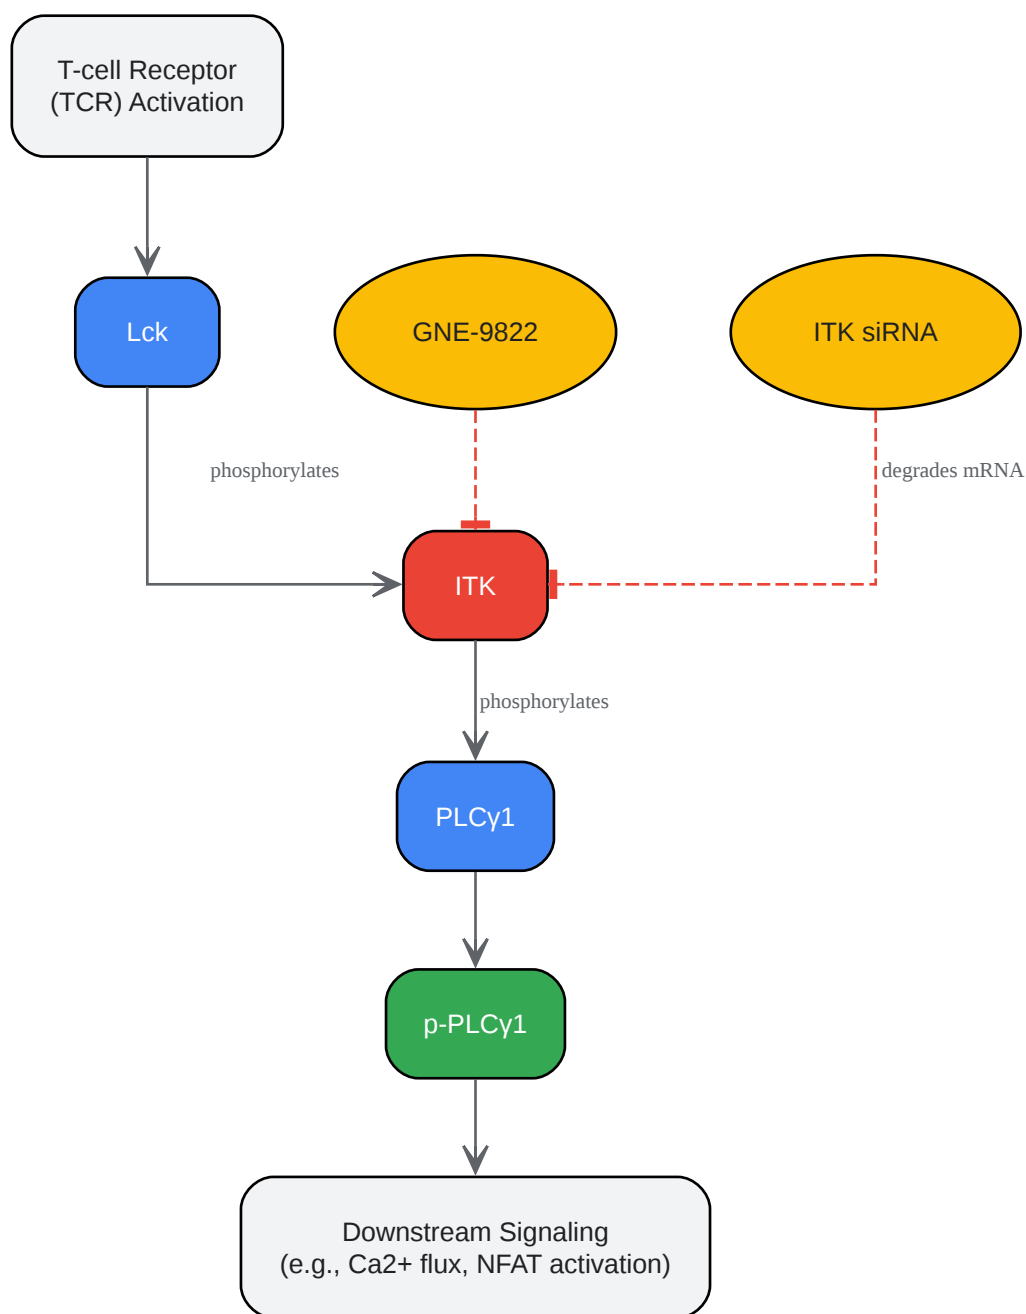 T-cell Receptor
(TCR) Activation
Lck
GNE-9822
ITK siRNA
phosphorylates
degrades mRNA
ITK
phosphorylates
PLCγ1
p-PLCγ1
Downstream Signaling
(e.g., Ca2+ flux, NFAT activation)